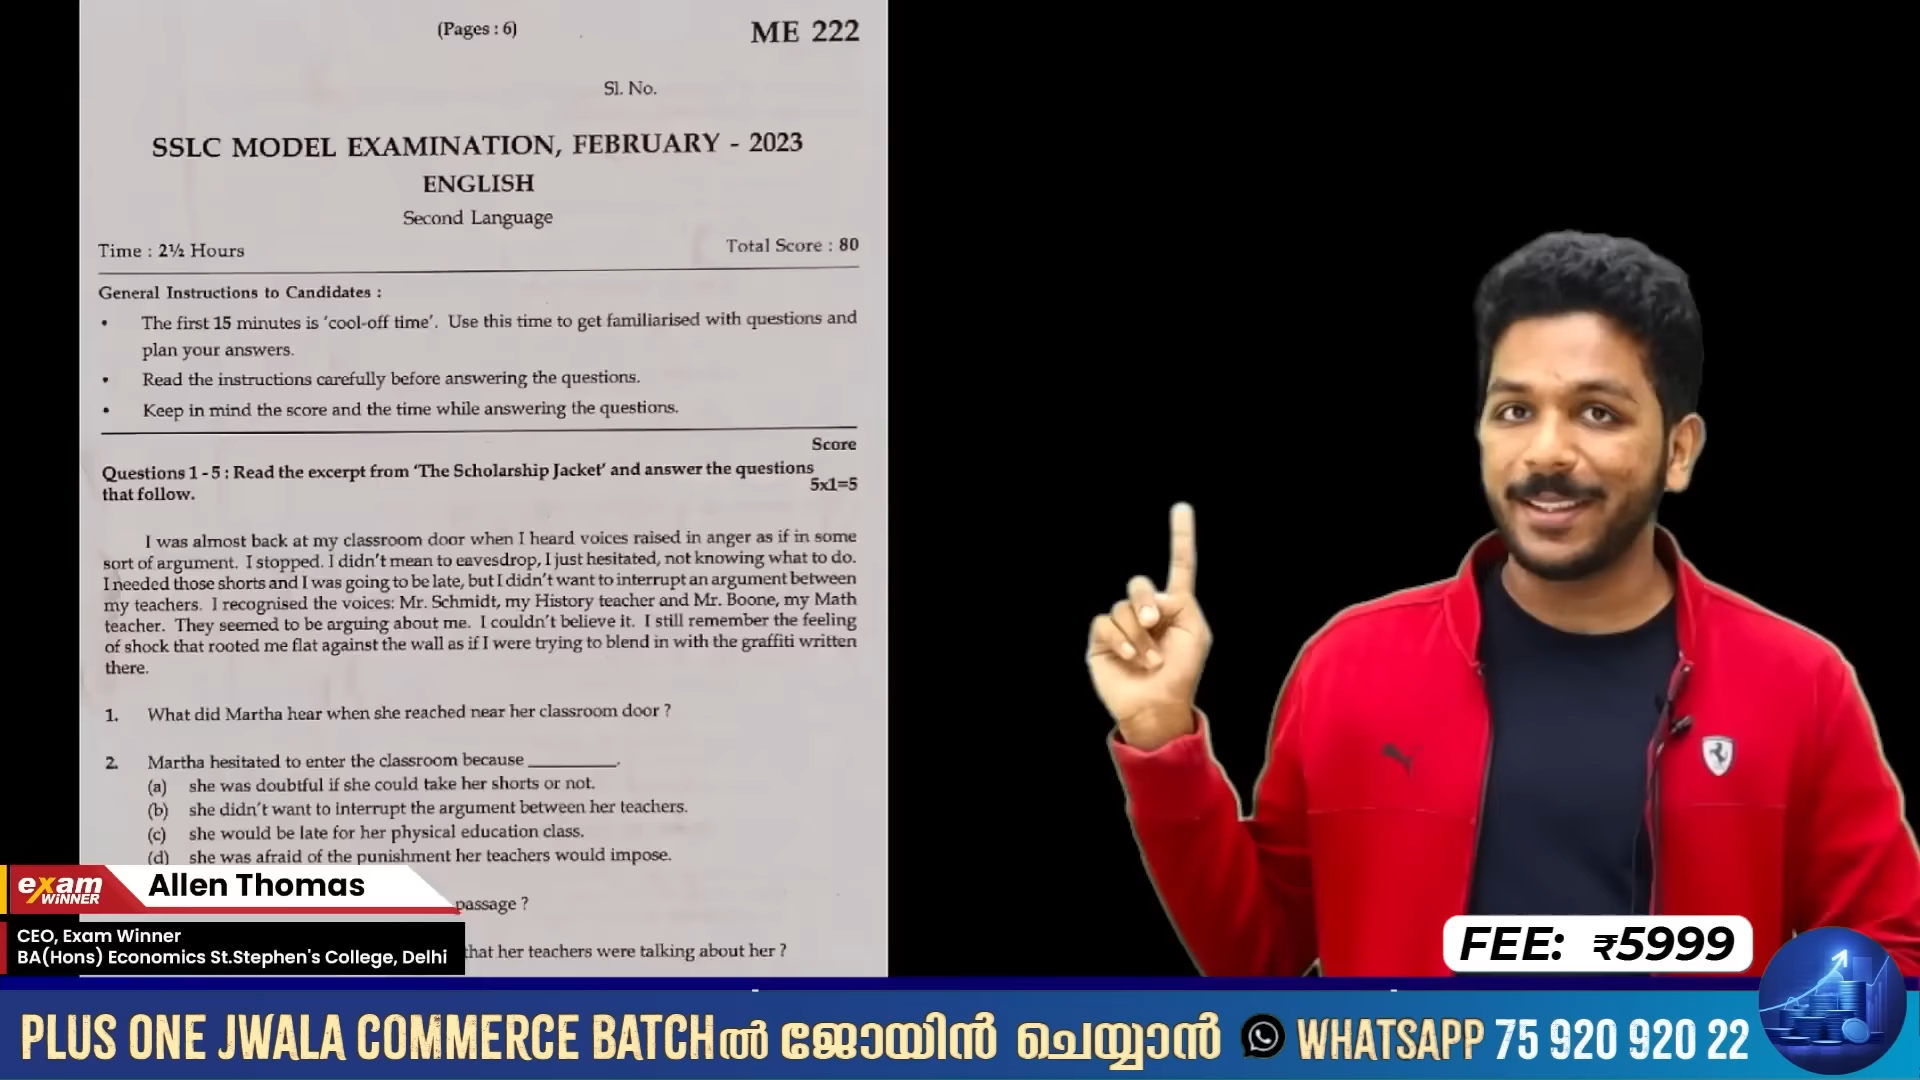 (Pages : 6)
ME 222
Sl. No.
SSLC MODEL EXAMINATION, FEBRUARY - 2023
ENGLISH
Second Language
Time : 2½ Hours
Total Score : 80
General Instructions to Candidates :
• The first 15 minutes is 'cool-off time'. Use this time to get familiarised with questions and
plan your answers.
• Read the instructions carefully before answering the questions.
• Keep in mind the score and the time while answering the questions.
Score
Questions 1 - 5 : Read the excerpt from 'The Scholarship Jacket' and answer the questions
that follow.
5x1=5
I was almost back at my classroom door when I heard voices raised in anger as if in some
sort of argument. I stopped. I didn't mean to eavesdrop, I just hesitated, not knowing what to do.
I needed those shorts and I was going to be late, but I didn't want to interrupt an argument between
my teachers. I recognised the voices: Mr. Schmidt, my History teacher and Mr. Boone, my Math
teacher. They seemed to be arguing about me. I couldn't believe it. I still remember the feeling
of shock that rooted me flat against the wall as if I were trying to blend in with the graffiti written
there.
1. What did Martha hear when she reached near her classroom door ?
2. Martha hesitated to enter the classroom because ________.
(a) she was doubtful if she could take her shorts or not.
(b) she didn't want to interrupt the argument between her teachers.
(c) she would be late for her physical education class.
(d) she was afraid of the punishment her teachers would impose.
passage ?
that her teachers were talking about her ?
exam
WINNER
Allen Thomas
CEO, Exam Winner
BA(Hons) Economics St.Stephen's College, Delhi
FEE: ₹5999
PLUS ONE JWALA COMMERCE BATCHൽ ജോയിൻ ചെയ്യാൻ WHATSAPP 75 920 920 22